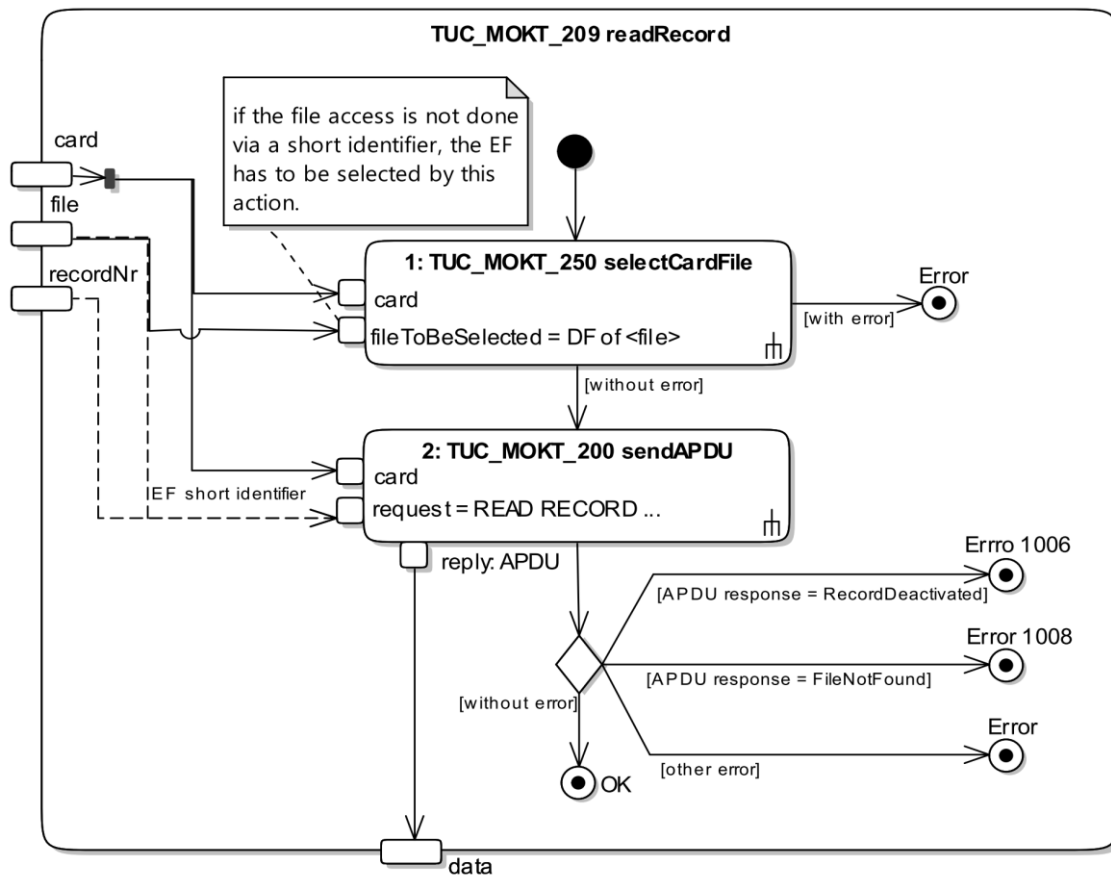 TUC_MOKT_209 readRecord
if the file access is not done
via a short identifier, the EF
has to be selected by this
action.
card
file
recordNr
1: TUC_MOKT_250 selectCardFile
card
fileToBeSelected = DF of <file>
Error
[with error]
[without error]
2: TUC_MOKT_200 sendAPDU
card
EF short identifier
request = READ RECORD ...
reply: APDU
Errro 1006
[APDU response = RecordDeactivated]
Error 1008
[APDU response = FileNotFound]
[without error]
Error
[other error]
OK
data